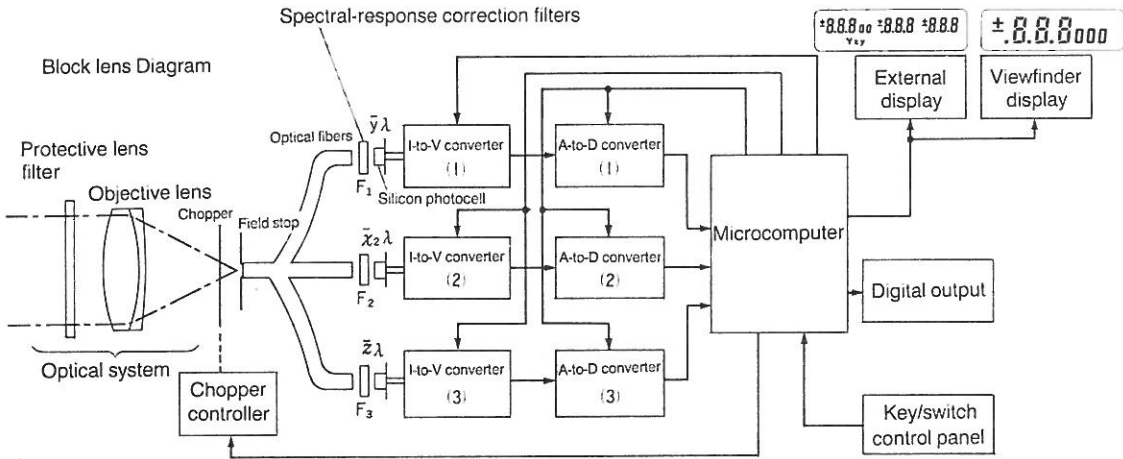 Spectral-response correction filters
±8.8.8.00 ±.8.8.8 ±8.8.8
Yxy
±.8.8.8000
Block lens Diagram
External
display
Viewfinder
display
Optical fibers
ȳλ
I-to-V converter
(1)
A-to-D converter
(1)
Protective lens
filter
F₁
Silicon photocell
Objective lens
Chopper
Field stop
x̄₂λ
I-to-V converter
(2)
A-to-D converter
(2)
Microcomputer
F₂
Digital output
z̄λ
I-to-V converter
(3)
A-to-D converter
(3)
Optical system
F₃
Chopper
controller
Key/switch
control panel